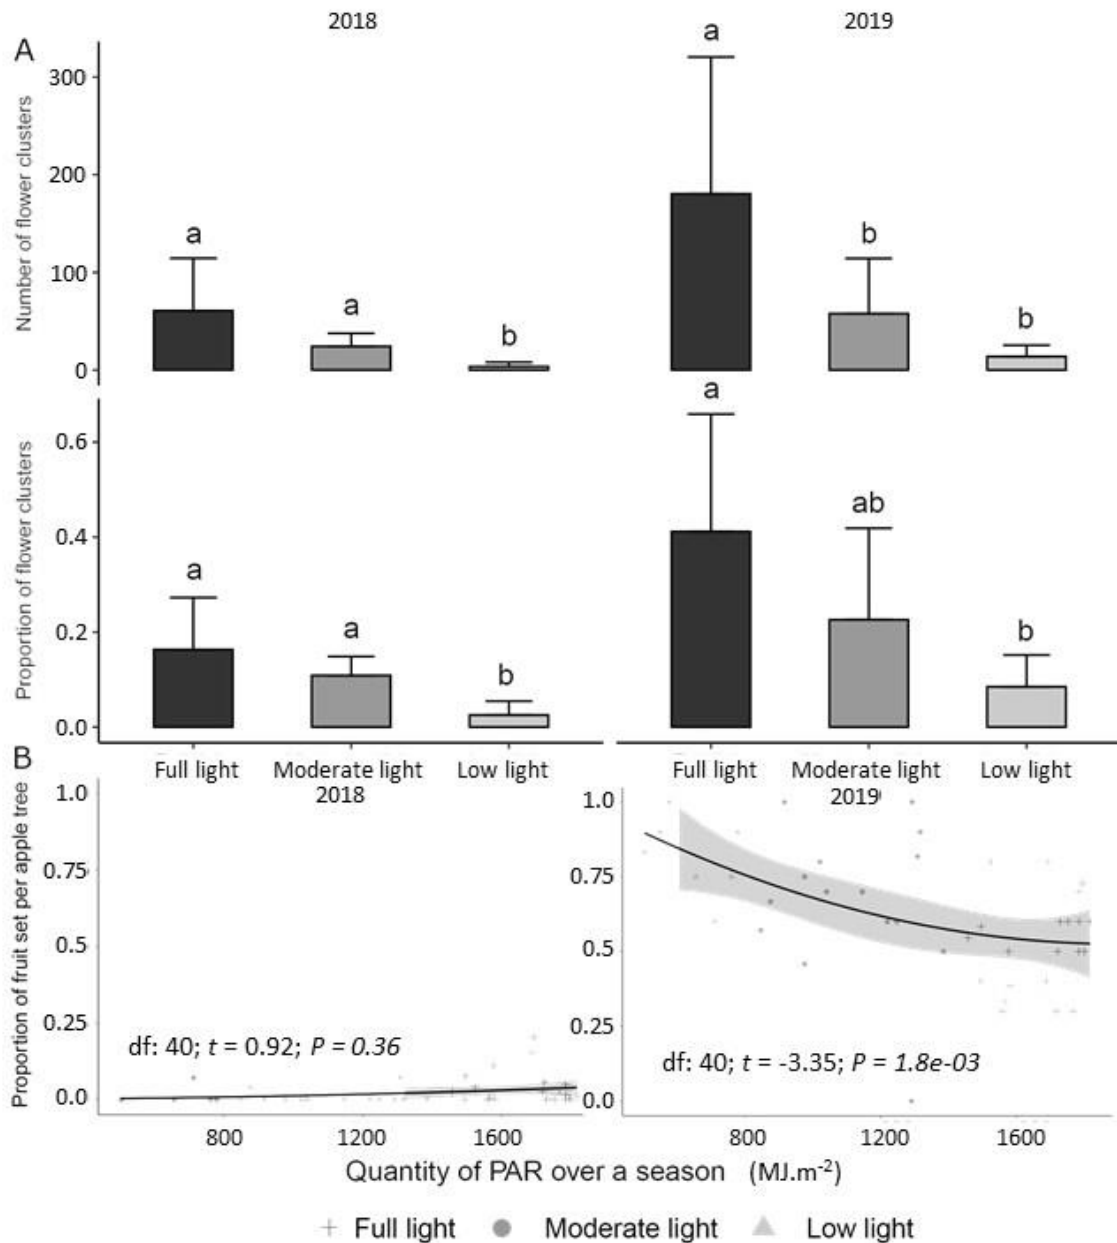 2018 2019
A
Number of flower clusters
300
200
100
0
a a b
a b b
Proportion of flower clusters
0.6
0.4
0.2
0.0
a a b
a ab b
Full light Moderate light Low light Full light Moderate light Low light
B
2018 2019
Proportion of fruit set per apple tree
1.0
0.75
0.5
0.25
0.0
df: 40; t = 0.92; P = 0.36
1.0
0.75
0.5
0.25
0.0
df: 40; t = -3.35; P = 1.8e-03
800 1200 1600 800 1200 1600
Quantity of PAR over a season (MJ.m-2)
Full light Moderate light Low light